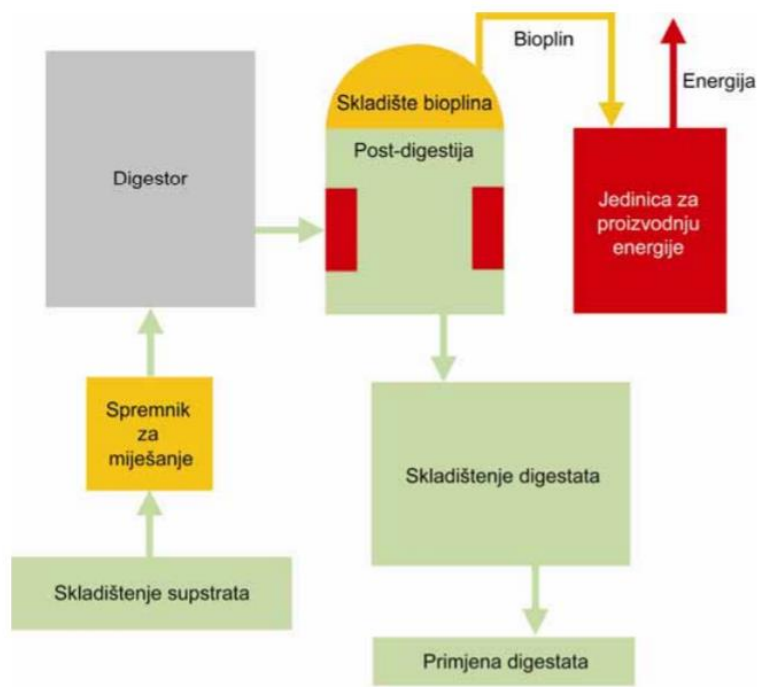 Bioplin
Energija
Skladište bioplina
Post-digestija
Digestor
Jedinica za
proizvodnju
energije
Spremnik
za
miješanje
Skladištenje digestata
Skladištenje supstrata
Primjena digestata